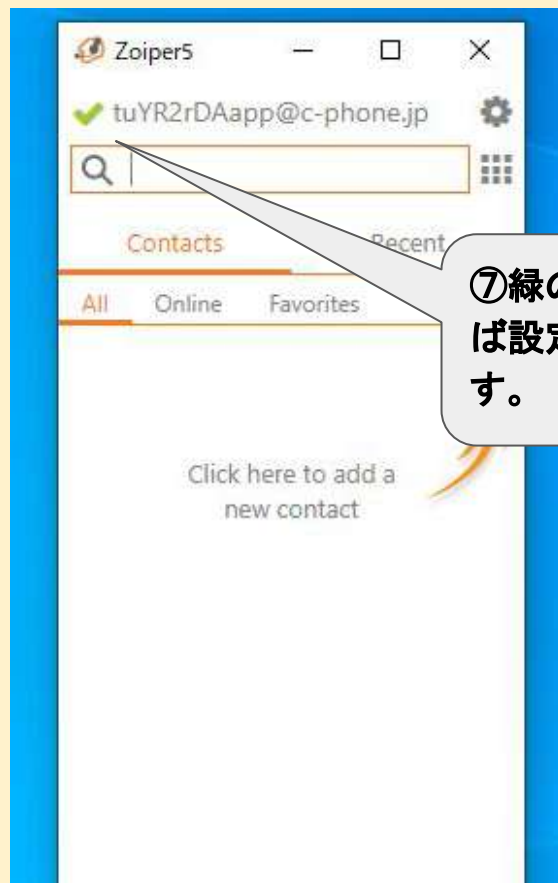 Zoiper5
tuYR2rDAapp@c-phone.jp
Contacts Recent
All Online Favorites
⑦緑の
ば設定
す。
Click here to add a
new contact